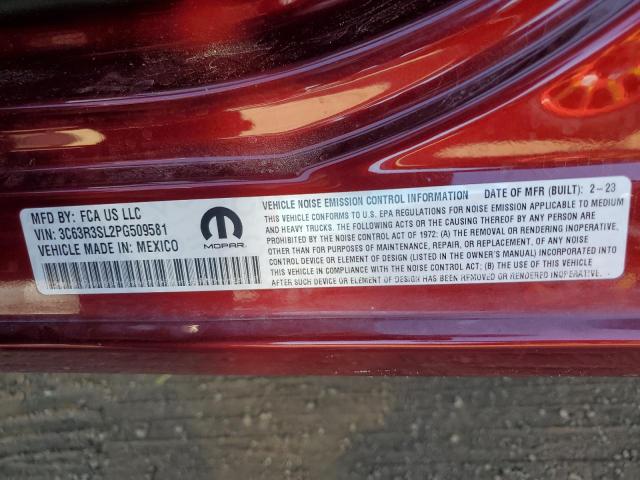 MFD BY: FCA US LLC
VIN: 3C63R3SL2PG509581
VEHICLE MADE IN: MEXICO
MOPAR
VEHICLE NOISE EMISSION CONTROL INFORMATION DATE OF MFR (BUILT): 2-23
THIS VEHICLE CONFORMS TO U.S. EPA REGULATIONS FOR NOISE EMISSION APPLICABLE TO MEDIUM
AND HEAVY TRUCKS. THE FOLLOWING ACTS OR THE CAUSING THEREOF BY ANY PERSON
ARE PROHIBITED BY THE NOISE CONTROL ACT OF 1972: (A) THE REMOVAL OR RENDERING INOPERATIVE,
OTHER THAN FOR PURPOSES OF MAINTENANCE, REPAIR, OR REPLACEMENT, OF ANY NOISE
CONTROL DEVICE OR ELEMENT OF DESIGN (LISTED IN THE OWNER'S MANUAL) INCORPORATED INTO
THIS VEHICLE IN COMPLIANCE WITH THE NOISE CONTROL ACT; (B) THE USE OF THIS VEHICLE
AFTER SUCH DEVICE OR ELEMENT OF DESIGN HAS BEEN REMOVED OR RENDERED INOPERATIVE.